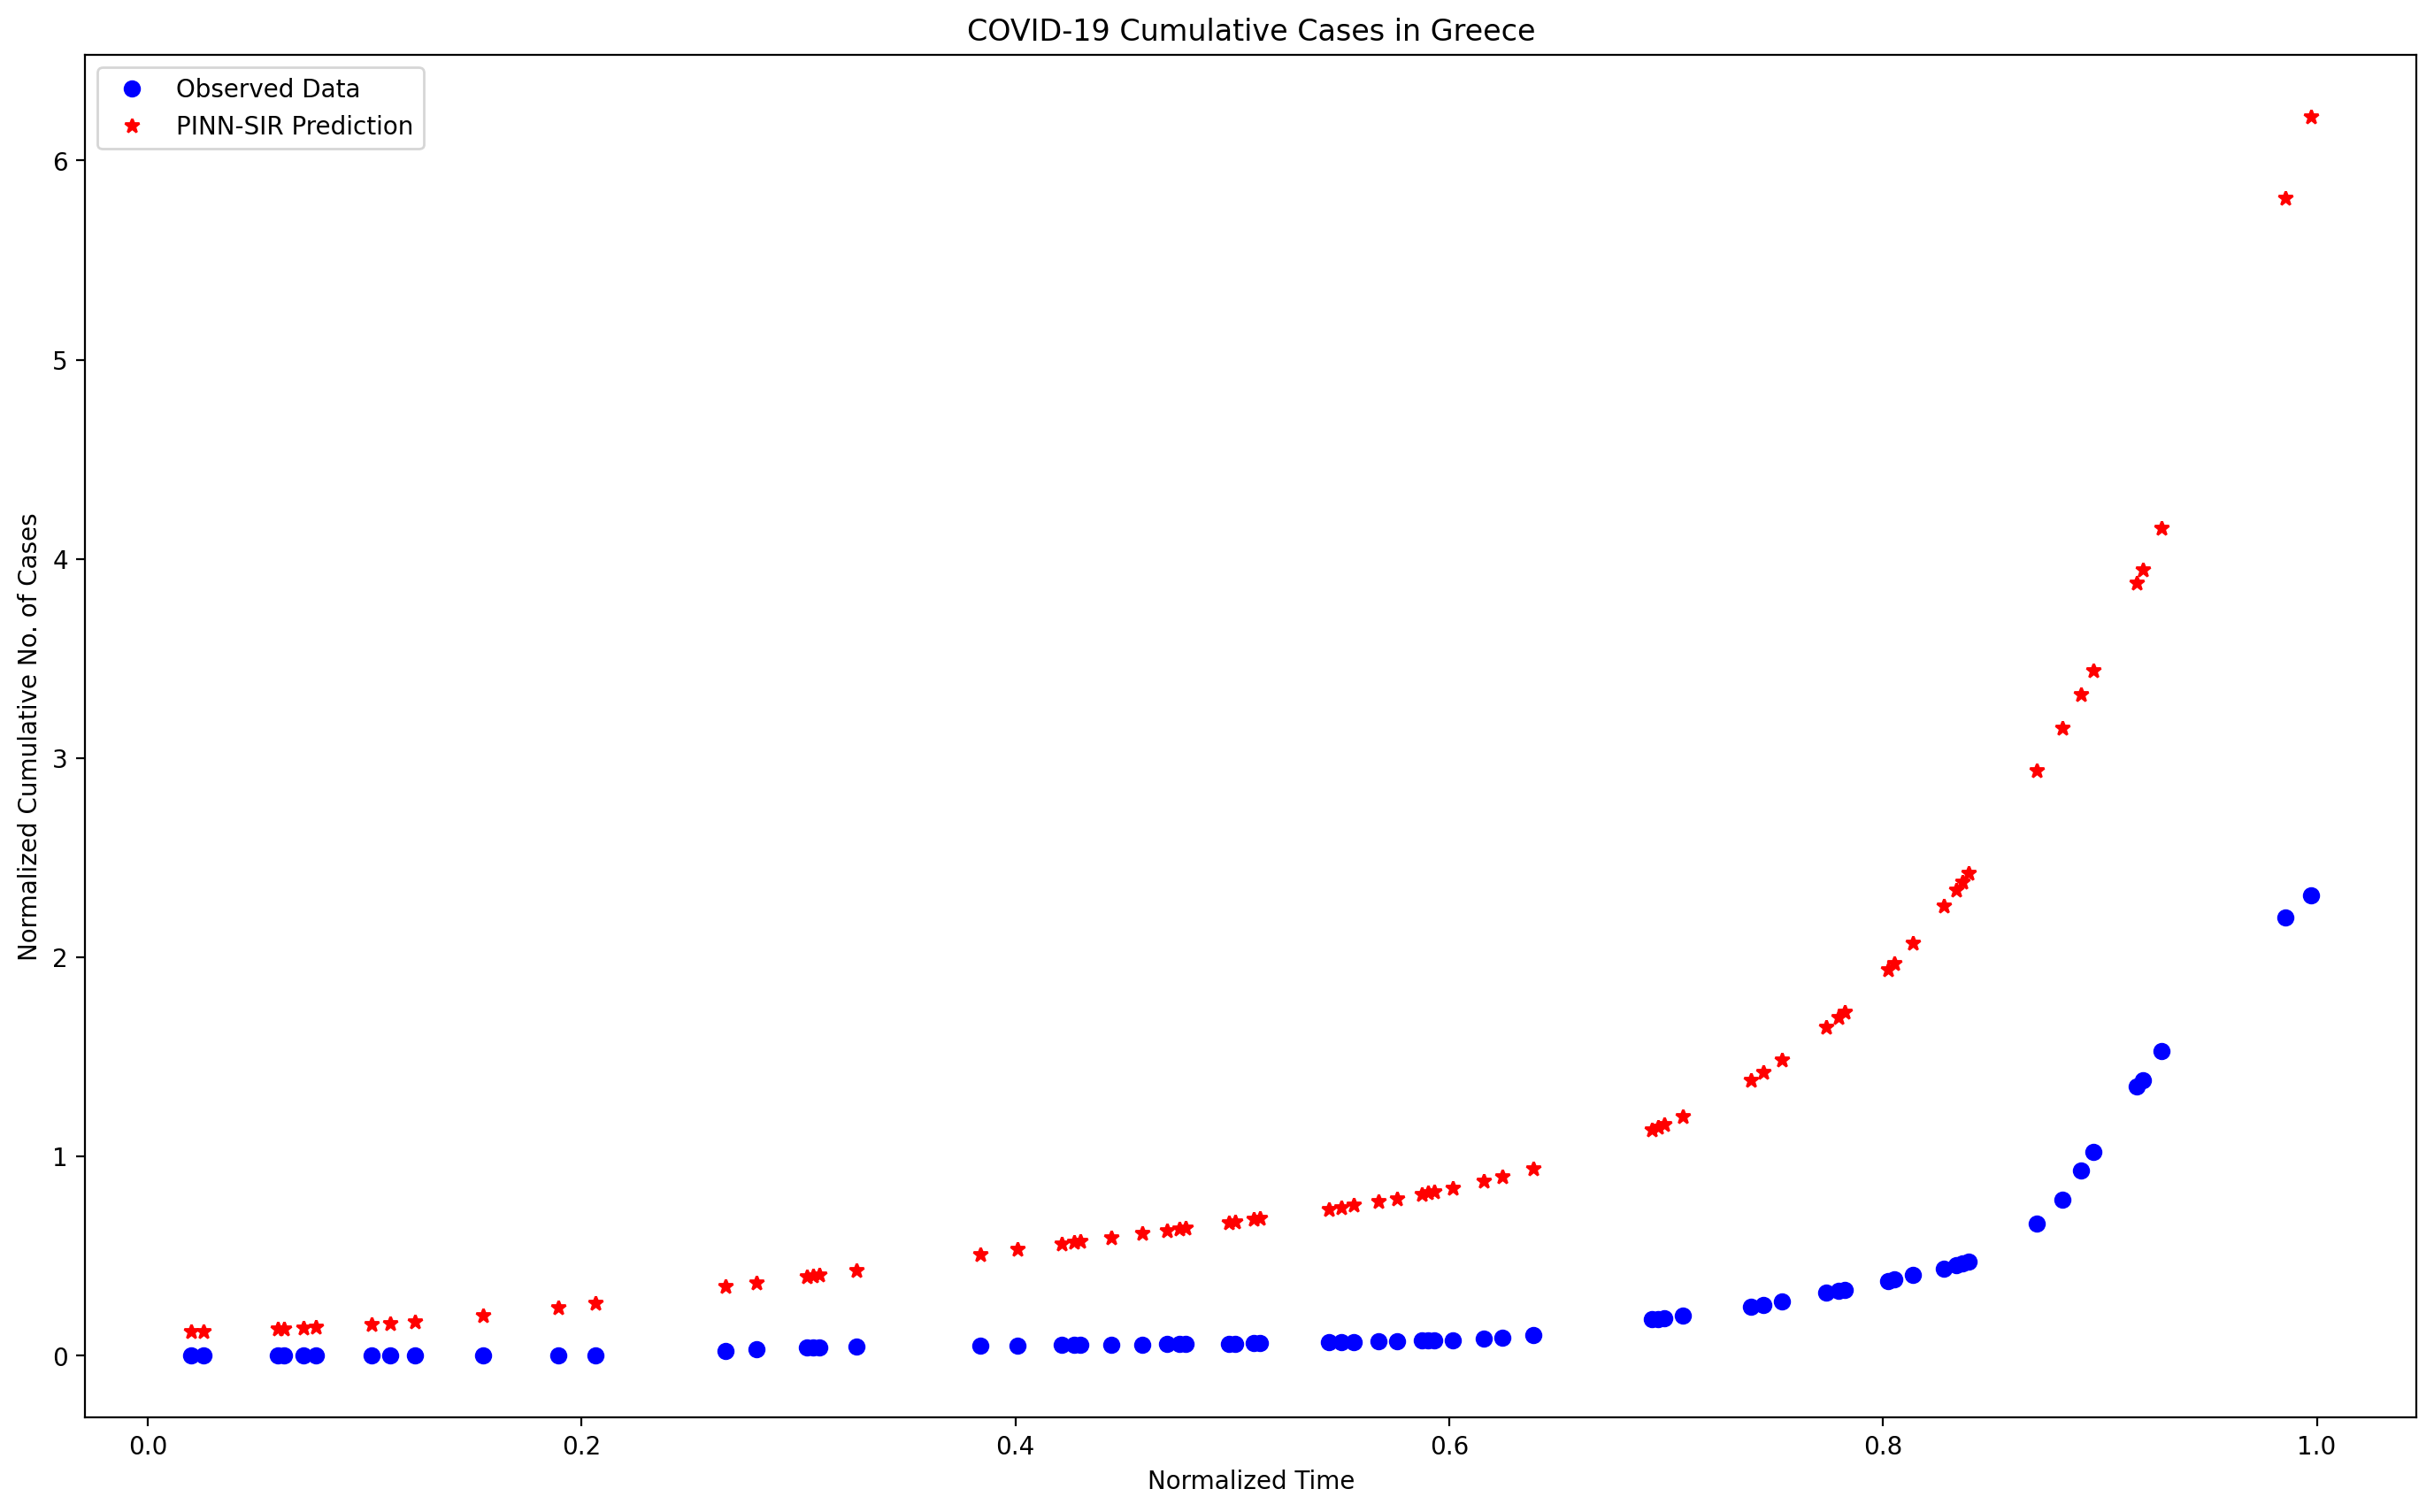 COVID-19 Cumulative Cases in Greece
Observed Data
PINN-SIR Prediction
Normalized Cumulative No. of Cases
6
5
4
3
2
1
0
0.0 0.2 0.4 0.6 0.8 1.0
Normalized Time